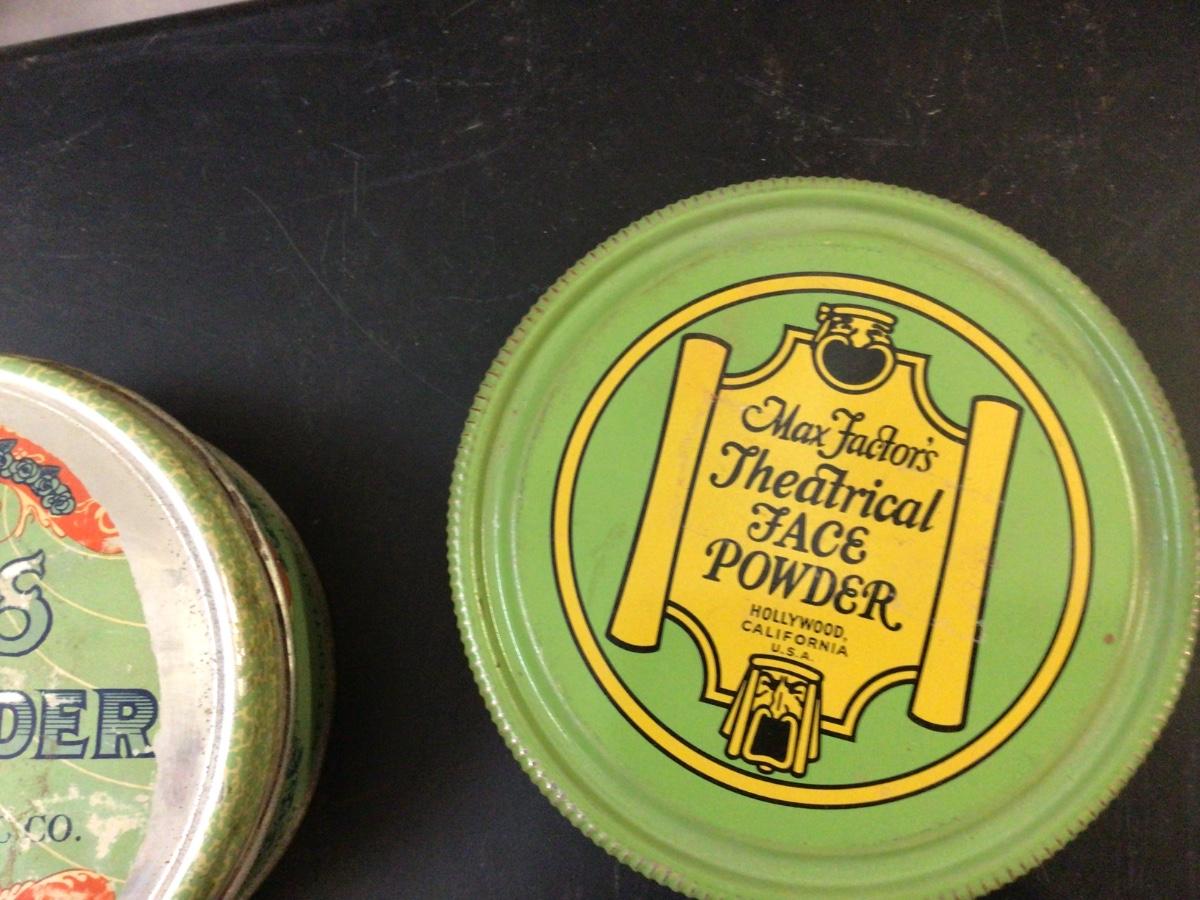 Max Factor's
Theatrical
FACE
POWDER
HOLLYWOOD,
CALIFORNIA
U.S.A.
S
DER
CO.